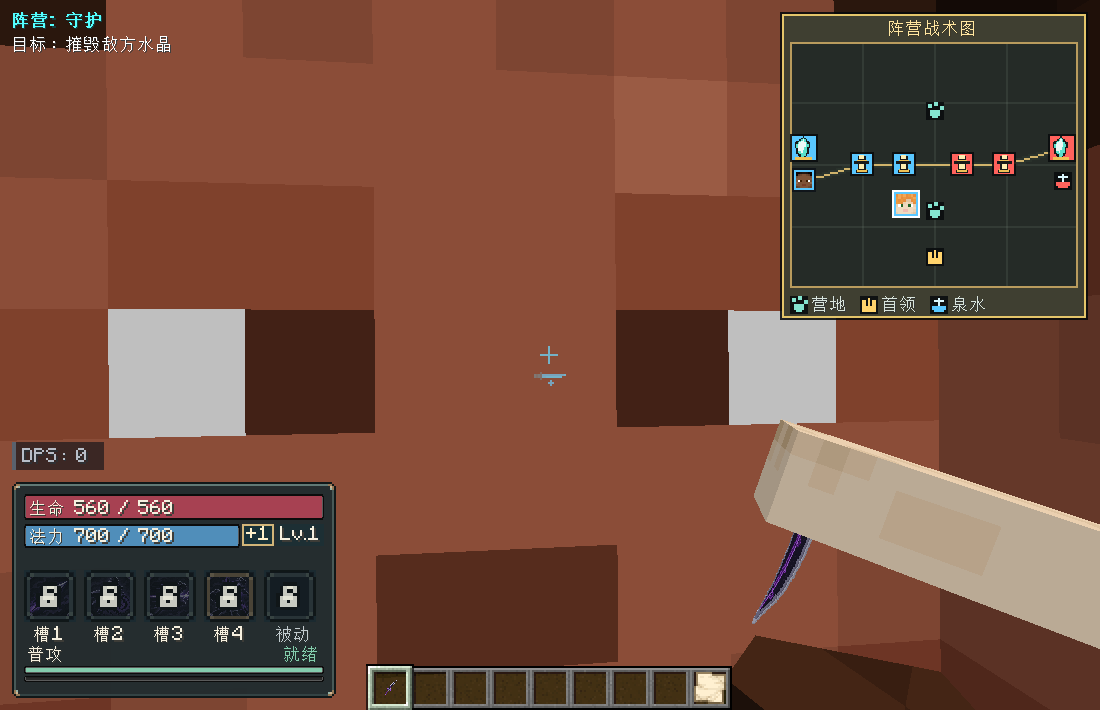 阵营: 守护
目标：摧毁敌方水晶
阵营战术图
营地 首领 泉水
DPS: 0
生命 560 / 560
法力 700 / 700 +1 Lv.1
槽1 槽2 槽3 槽4 被动
普攻 就绪